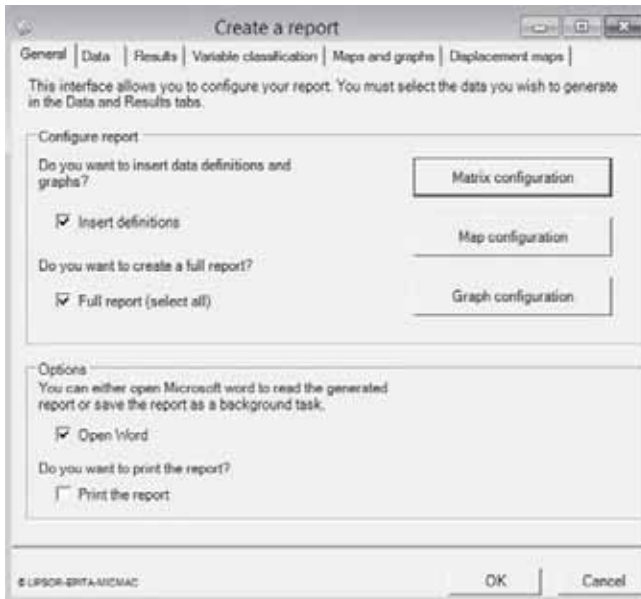 Create a report
General Data Results Variable classification Maps and graphs Displacement maps
This interface allows you to configure your report. You must select the data you wish to generate
in the Data and Results tabs.
Configure report
Do you want to insert data definitions and
graphs?
Matrix configuration
Insert definitions
Map configuration
Do you want to create a full report?
Full report (select all)
Graph configuration
Options
You can either open Microsoft word to read the generated
report or save the report as a background task.
Open Word
Do you want to print the report?
Print the report
© LIPSOR-EPITA-MICMAC
OK Cancel